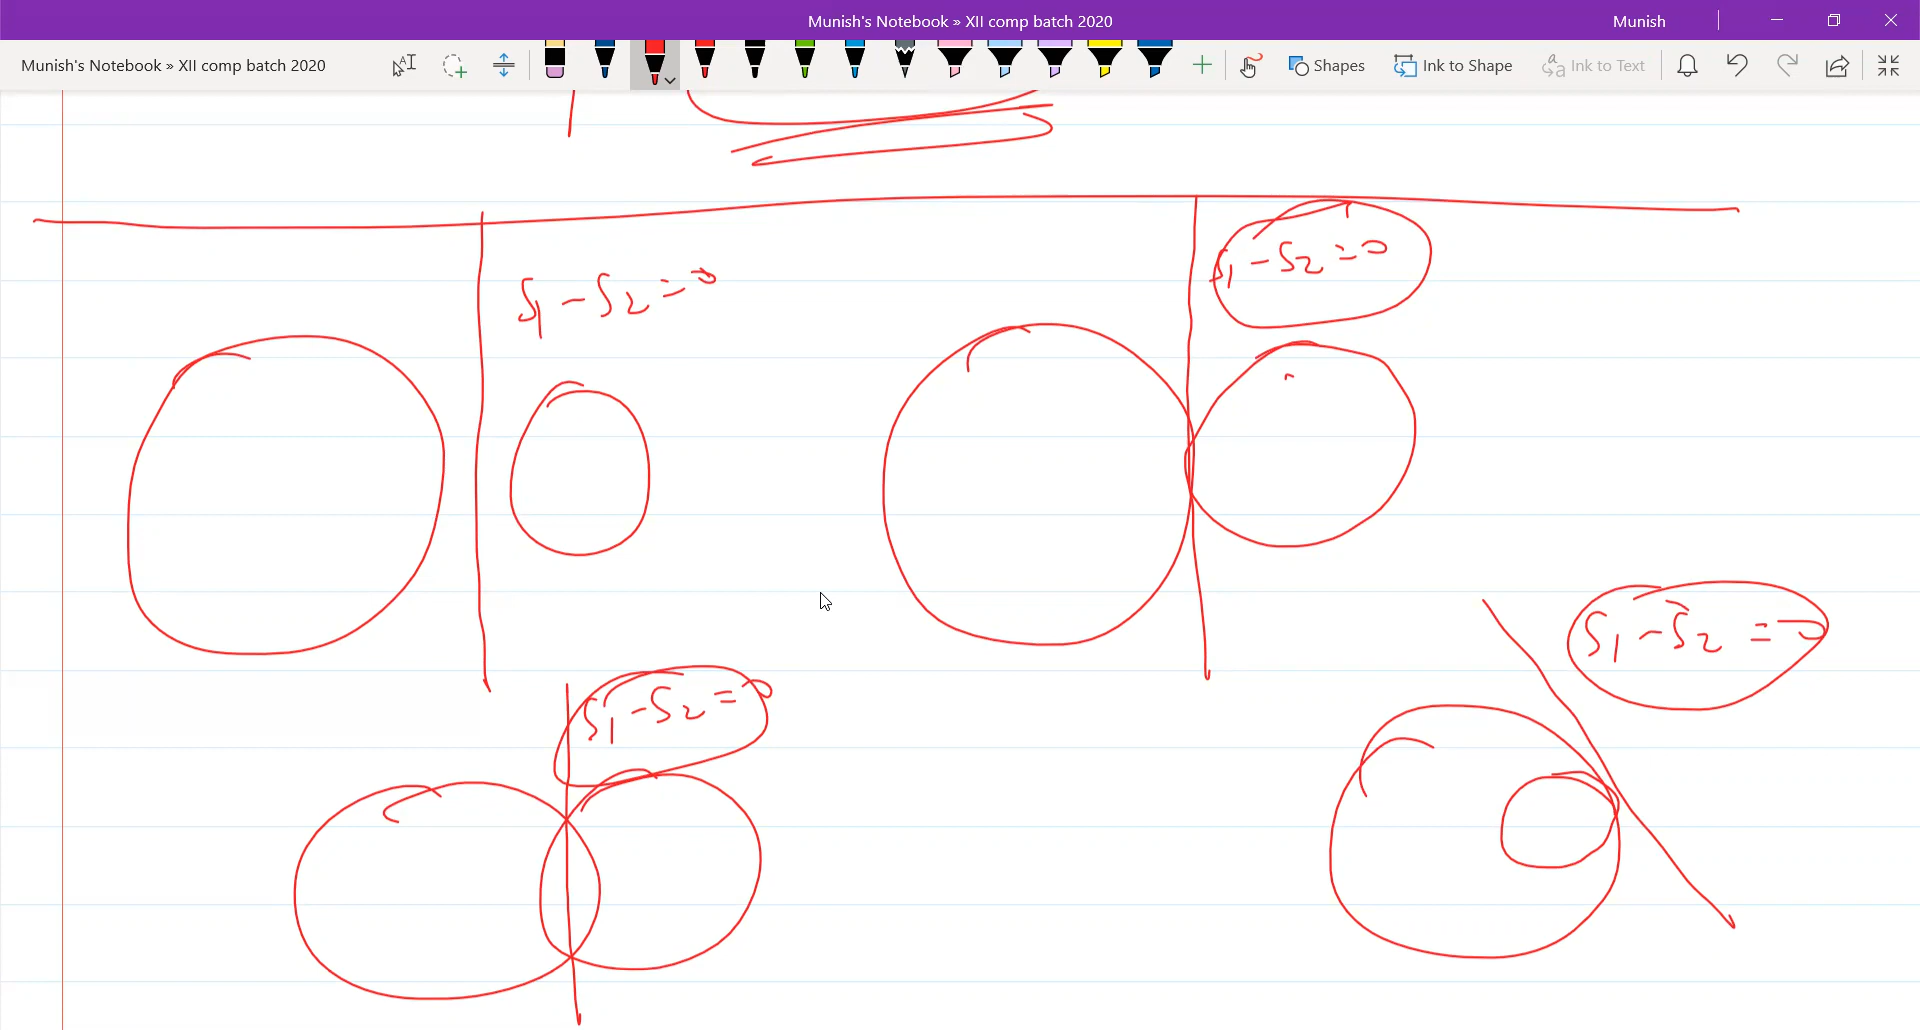 Munish's Notebook » XII comp batch 2020
Munish
Munish's Notebook » XII comp batch 2020
Shapes
Ink to Shape
Ink to Text
S1 - S2 = 0
S1 - S2 = 0
S1 - S2 = 0
S1 - S2 = 0